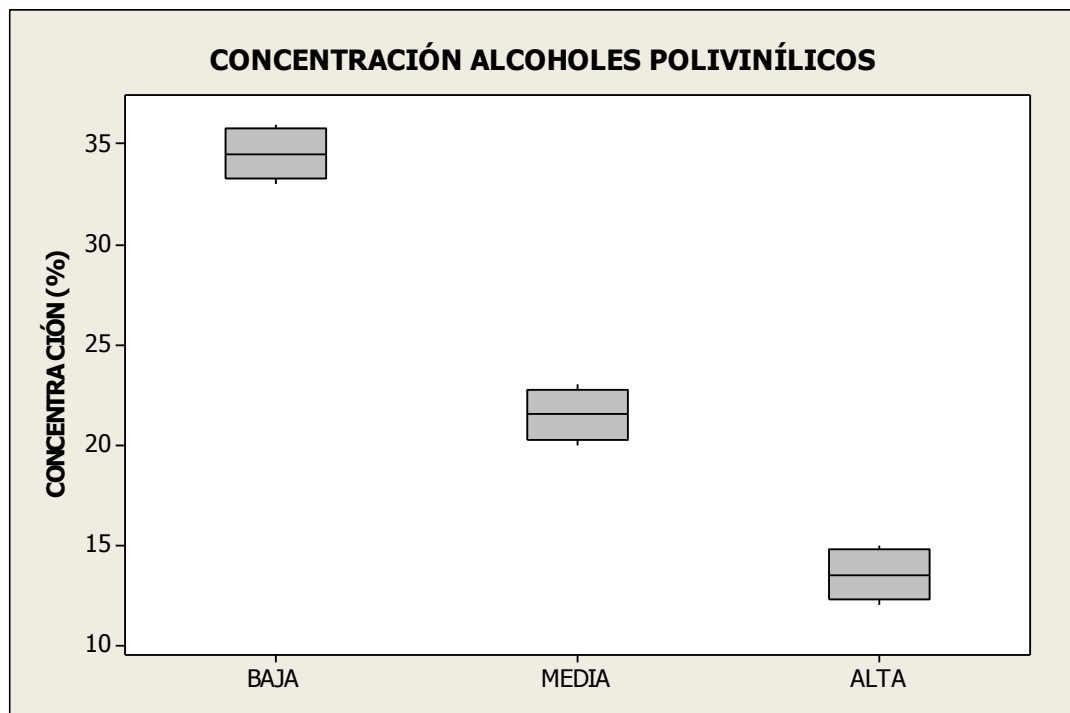 CONCENTRACIÓN ALCOHOLES POLIVINÍLICOS
CONCENTRACIÓN (%)
35
30
25
20
15
10
BAJA MEDIA ALTA